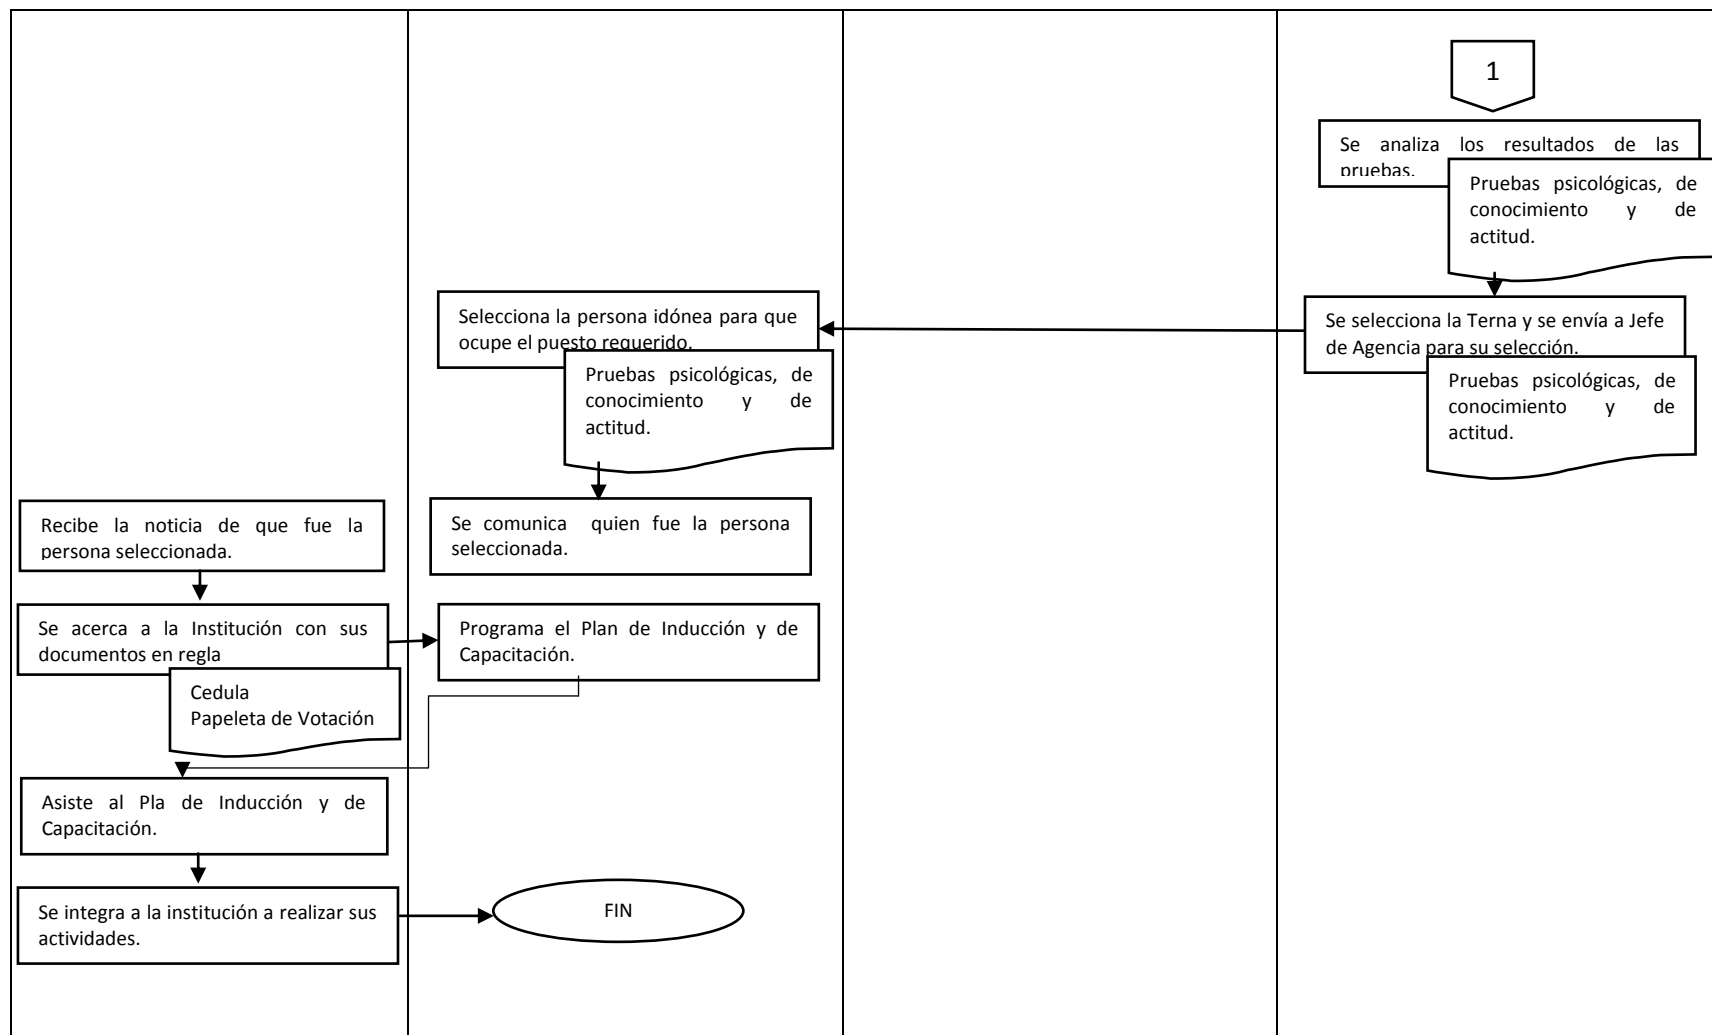 1
Se analiza los resultados de las
pruebas.
Pruebas psicológicas, de
conocimiento y de
actitud.
Se selecciona la Terna y se envía a Jefe
de Agencia para su selección.
Pruebas psicológicas, de
conocimiento y de
actitud.
Selecciona la persona idónea para que
ocupe el puesto requerido.
Pruebas psicológicas, de
conocimiento y de
actitud.
Se comunica quien fue la persona
seleccionada.
Recibe la noticia de que fue la
persona seleccionada.
Se acerca a la Institución con sus
documentos en regla
Cedula
Papeleta de Votación
Programa el Plan de Inducción y de
Capacitación.
Asiste al Pla de Inducción y de
Capacitación.
Se integra a la institución a realizar sus
actividades.
FIN